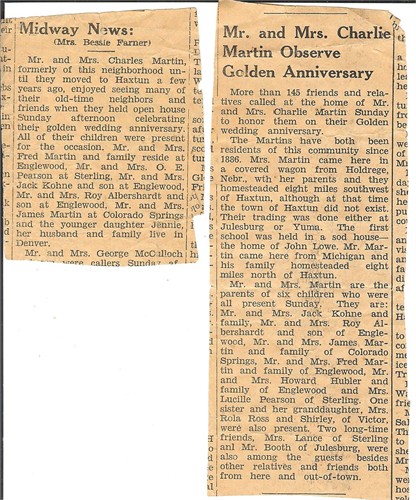 Midway News:
(Mrs. Bessie Farner)
Mr. and Mrs. Charles Martin,
formerly of this neighborhood un-
til they moved to Haxtun a few
years ago, enjoyed seeing many of
their old-time neighbors and
friends when they held open house
Sunday afternoon celebrating
their golden wedding anniversary.
All of their children were present
for the occasion, Mr. and Mrs.
Fred Martin and family reside at
Englewood, Mr. and Mrs. O. E.
Pearson at Sterling, Mr. and Mrs.
Jack Kohne and son at Englewood,
Mr. and Mrs. Roy Albershardt and
son at Englewood, Mr. and Mrs.
James Martin at Colorado Springs
and the younger daughter Jennie,
her husband and family live in
Denver.
Mr. and Mrs. George McCulloch
were callers Sunday
Mr. and Mrs. Charlie
Martin Observe
Golden Anniversary
More than 145 friends and rela-
tives called at the home of Mr.
and Mrs. Charlie Martin Sunday
to honor them on their Golden
wedding anniversary.
The Martins have both been
residents of this community since
1886. Mrs. Martin came here in
a covered wagon from Holdrege,
Nebr, wth her parents and they
homesteaded eight miles southwest
of Haxtun, although at that time
the town of Haxtun did not exist.
Their trading was done either at
Julesburg or Yuma. The first
school was held in a sod house—
the home of John Lowe. Mr. Mar-
tin came here from Michigan and
his family homesteaded eight
miles north of Haxtun.
Mr. and Mrs. Martin are the
parents of six children who were
all present Sunday. They are:
Mr. and Mrs. Jack Kohne and
family, Mr. and Mrs. Roy Al-
bershardt and son of Engle-
wood, Mr. and Mrs. James Mar-
tin and family of Colorado
Springs, Mr. and Mrs. Fred Mar-
tin and family of Englewood, Mr.
and Mrs. Howard Hubler and
family of Englewood and Mrs.
Lucille Pearson of Sterling. One
sister and her granddaughter, Mrs.
Rola Ross and Shirley, of Victor,
were also present. Two long-time
friends, Mrs. Lance of Sterling
and Mr. Booth of Julesburg, were
also among the guests besides
other relatives and friends both
from here and out-of-town.